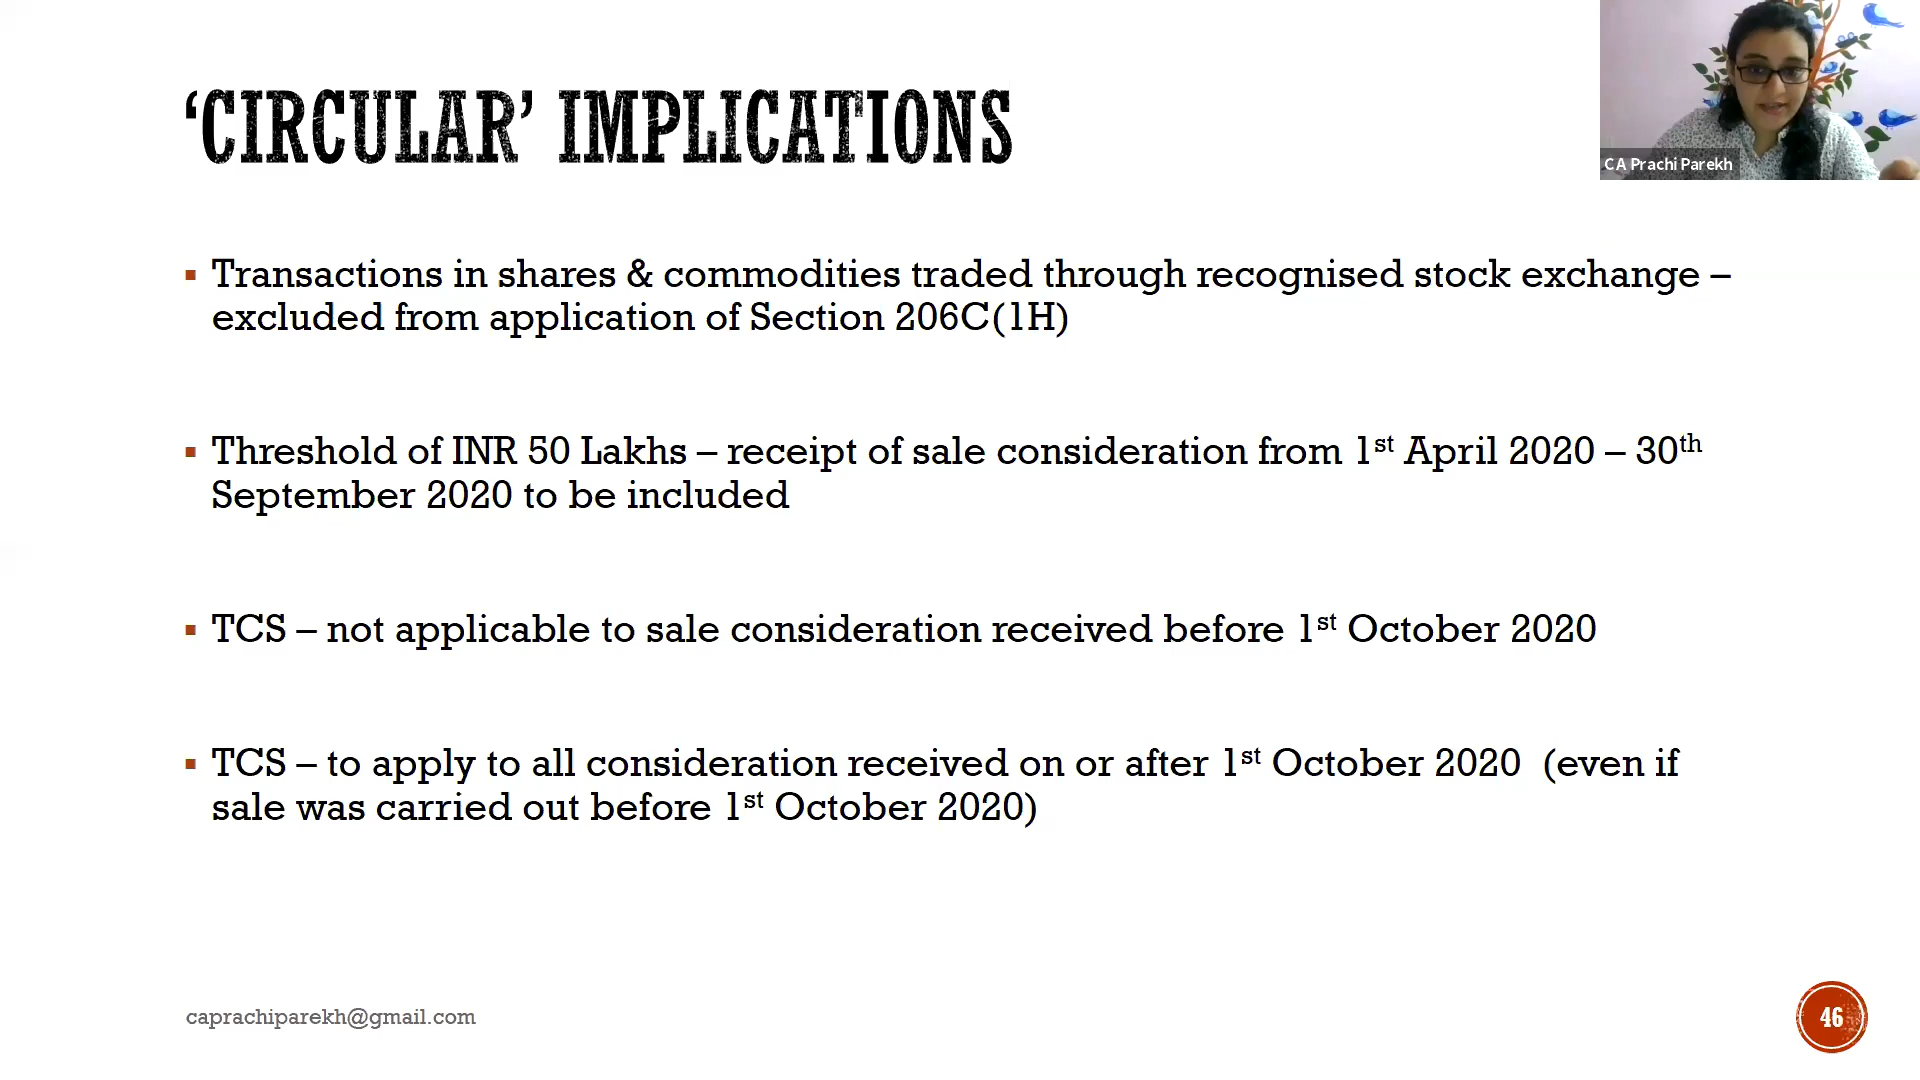 ‘CIRCULAR’ IMPLICATIONS
CA Prachi Parekh
▪ Transactions in shares & commodities traded through recognised stock exchange –
excluded from application of Section 206C(1H)
▪ Threshold of INR 50 Lakhs – receipt of sale consideration from 1st April 2020 – 30th
September 2020 to be included
▪ TCS – not applicable to sale consideration received before 1st October 2020
▪ TCS – to apply to all consideration received on or after 1st October 2020 (even if
sale was carried out before 1st October 2020)
caprachiparekh@gmail.com
46